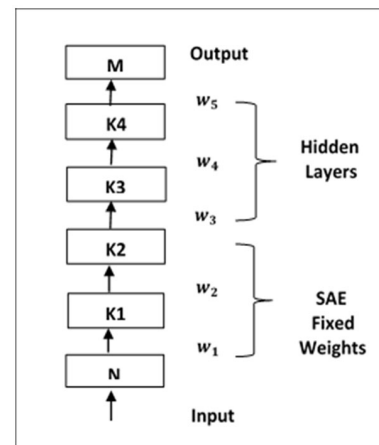 M
Output
w₅
K4
w₄
Hidden
Layers
K3
w₃
K2
w₂
K1
SAE
Fixed
Weights
w₁
N
Input